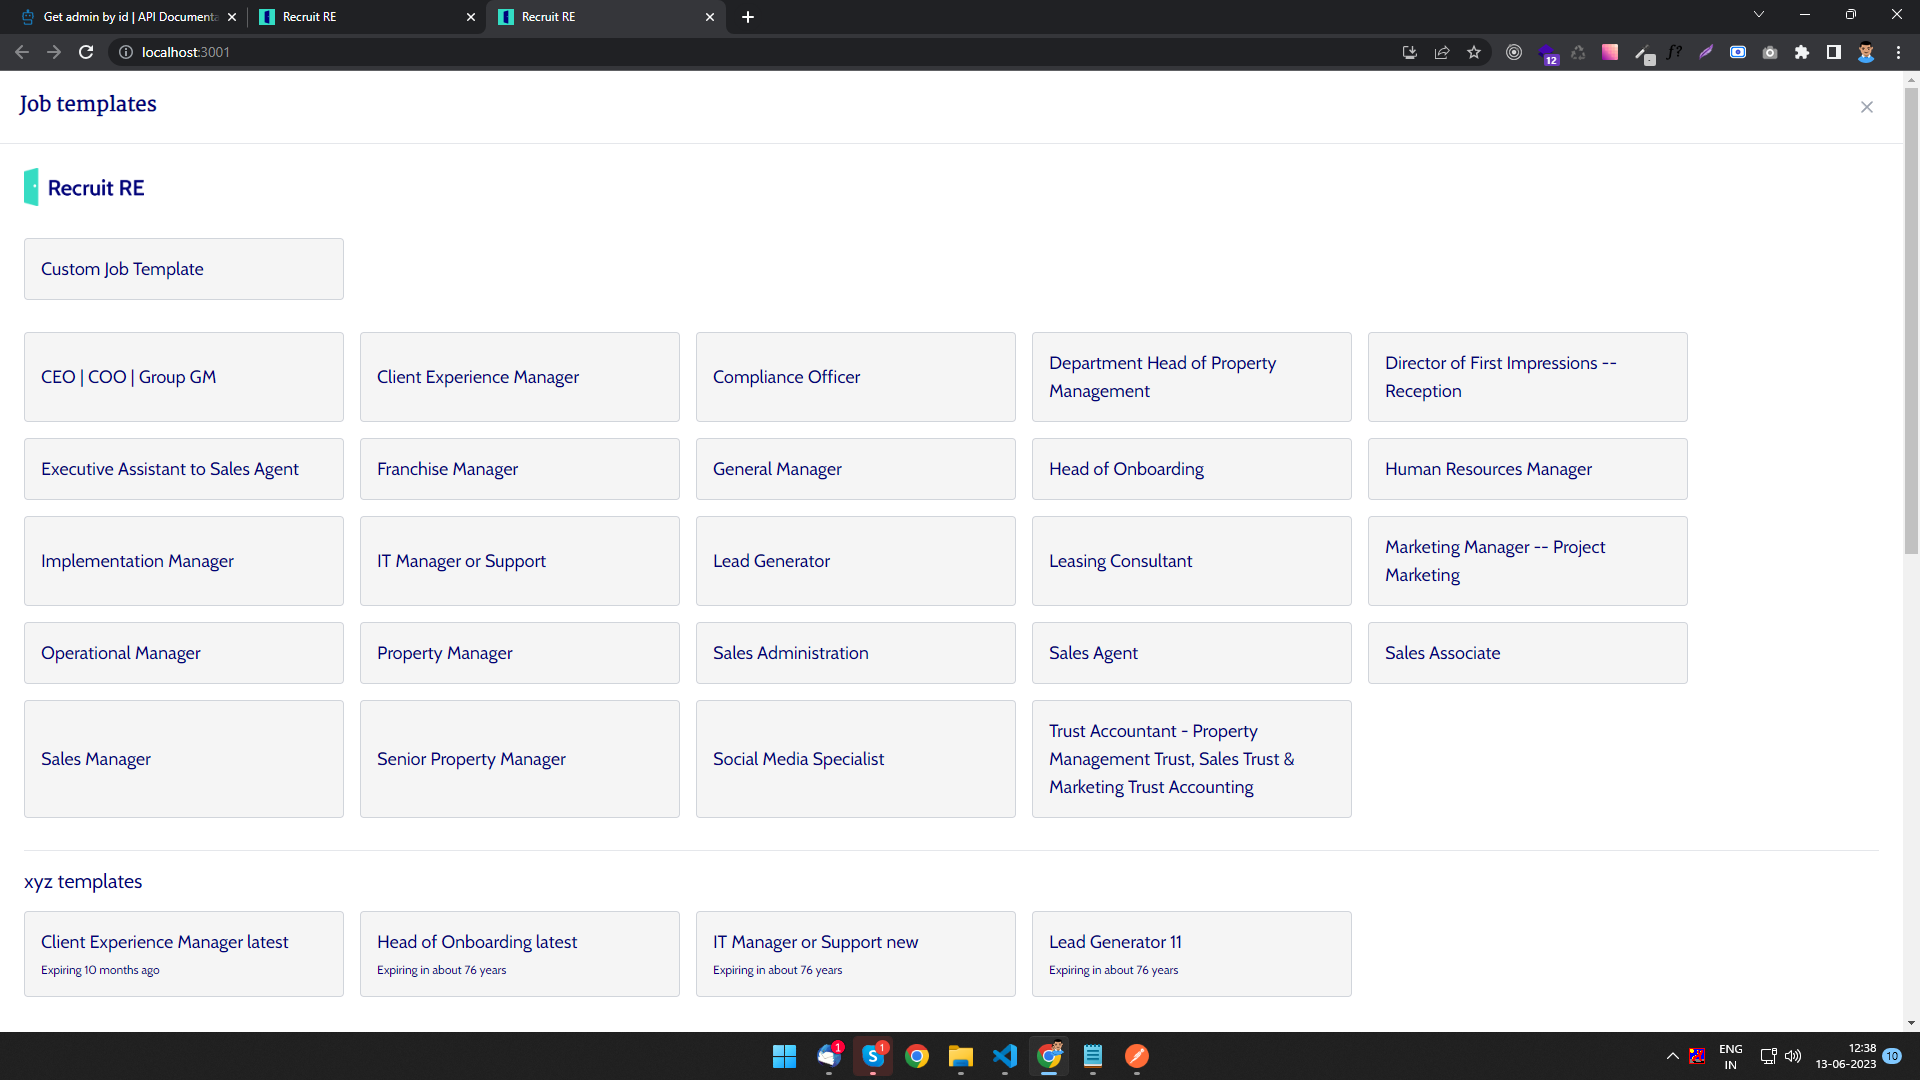 Get admin by id | API Documenta
Recruit RE
Recruit RE
localhost:3001
f?
12
Job templates
Recruit RE
Custom Job Template
CEO | COO | Group GM
Client Experience Manager
Compliance Officer
Department Head of Property
Management
Director of First Impressions --
Reception
Executive Assistant to Sales Agent
Franchise Manager
General Manager
Head of Onboarding
Human Resources Manager
Implementation Manager
IT Manager or Support
Lead Generator
Leasing Consultant
Marketing Manager -- Project
Marketing
Operational Manager
Property Manager
Sales Administration
Sales Agent
Sales Associate
Sales Manager
Senior Property Manager
Social Media Specialist
Trust Accountant - Property
Management Trust, Sales Trust &
Marketing Trust Accounting
xyz templates
Client Experience Manager latest
Expiring 10 months ago
Head of Onboarding latest
Expiring in about 76 years
IT Manager or Support new
Expiring in about 76 years
Lead Generator 11
Expiring in about 76 years
1
S
1
ENG
IN
12:38
13-06-2023
10